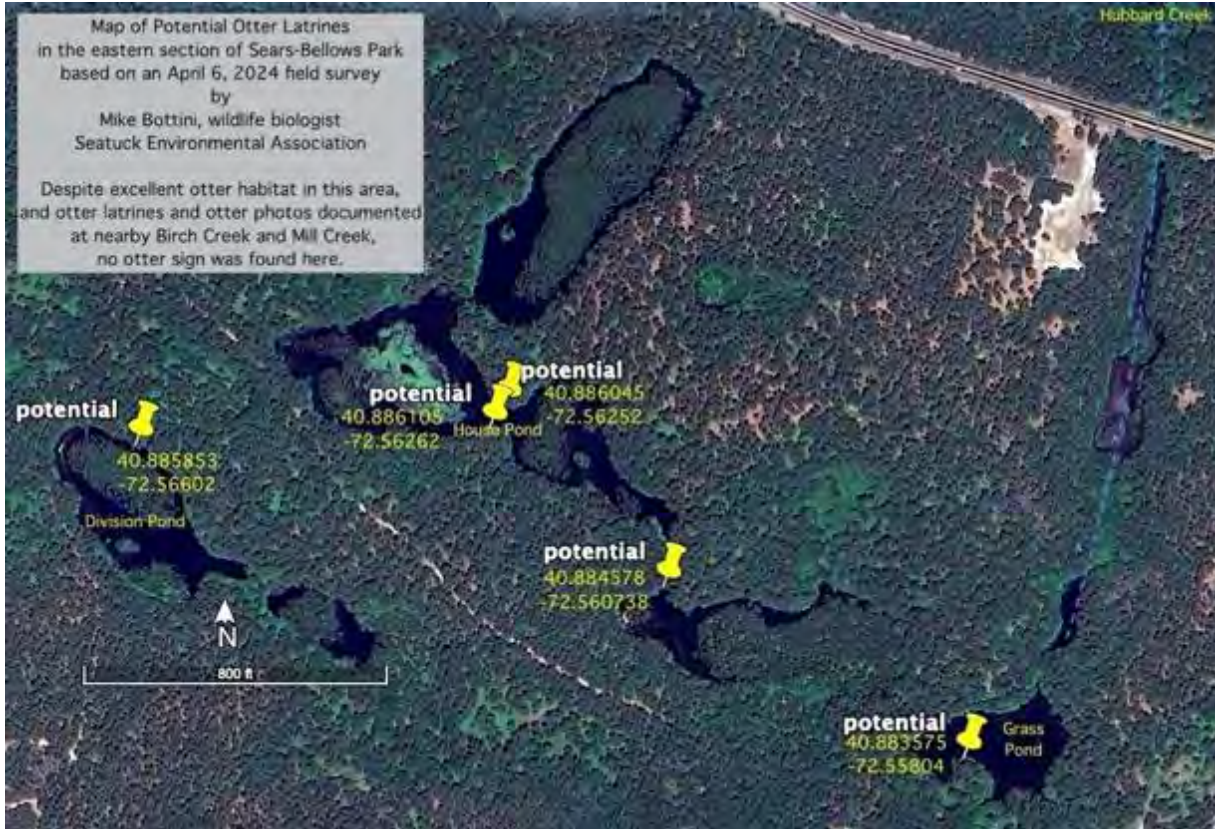 Map of Potential Otter Latrines
in the eastern section of Sears-Bellows Park
based on an April 6, 2024 field survey
by
Mike Bottini, wildlife biologist
Seatuck Environmental Association
Despite excellent otter habitat in this area,
and otter latrines and otter photos documented
at nearby Birch Creek and Mill Creek,
no otter sign was found here.
Hubbard Creek
potential
40.886045
-72.56252
potential
40.886105
-72.56262
House Pond
potential
40.885853
-72.56602
Division Pond
potential
40.884578
-72.560738
N
800 ft
potential
40.883575
-72.55804
Grass
Pond